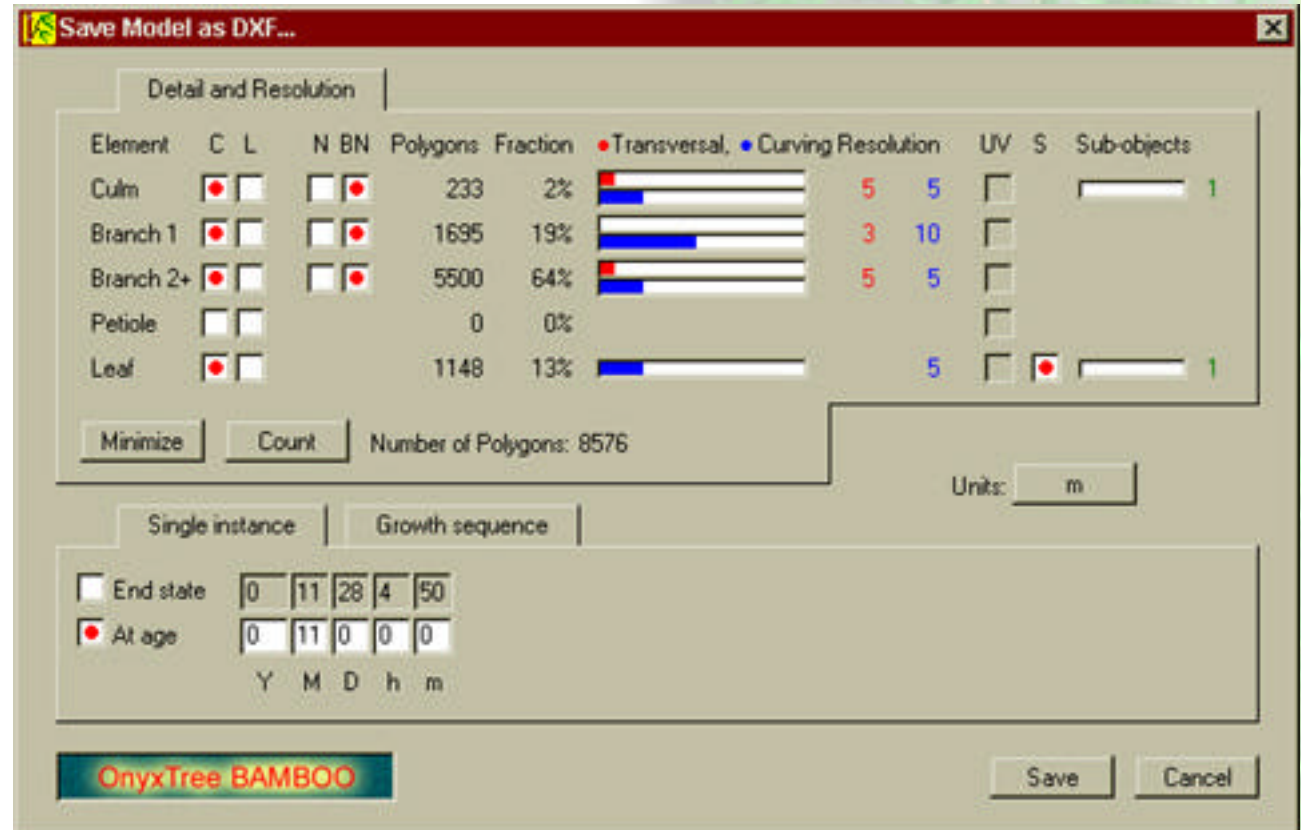 Save Model as DXF...
Detail and Resolution
Element C L N BN Polygons Fraction •Transversal, •Curving Resolution UV S Sub-objects
Culm 233 2% 5 5 1
Branch 1 1695 19% 3 10
Branch 2+ 5500 64% 5 5
Petiole 0 0%
Leaf 1148 13% 5 1
Minimize Count Number of Polygons: 8576
Units: m
Single instance Growth sequence
End state 0 11 28 4 50
At age 0 11 0 0 0
Y M D h m
OnyxTree BAMBOO Save Cancel